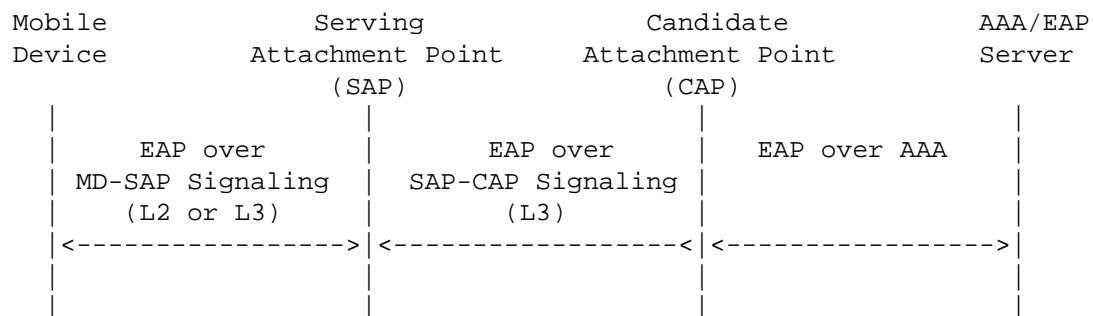 Mobile Serving Candidate AAA/EAP
Device Attachment Point Attachment Point Server
(SAP) (CAP)
| | | |
| EAP over | EAP over | EAP over AAA |
| MD-SAP Signaling | SAP-CAP Signaling | |
| (L2 or L3) | (L3) | |
|<----------------->|<------------------<|<----------------->|
| | | |
| | | |